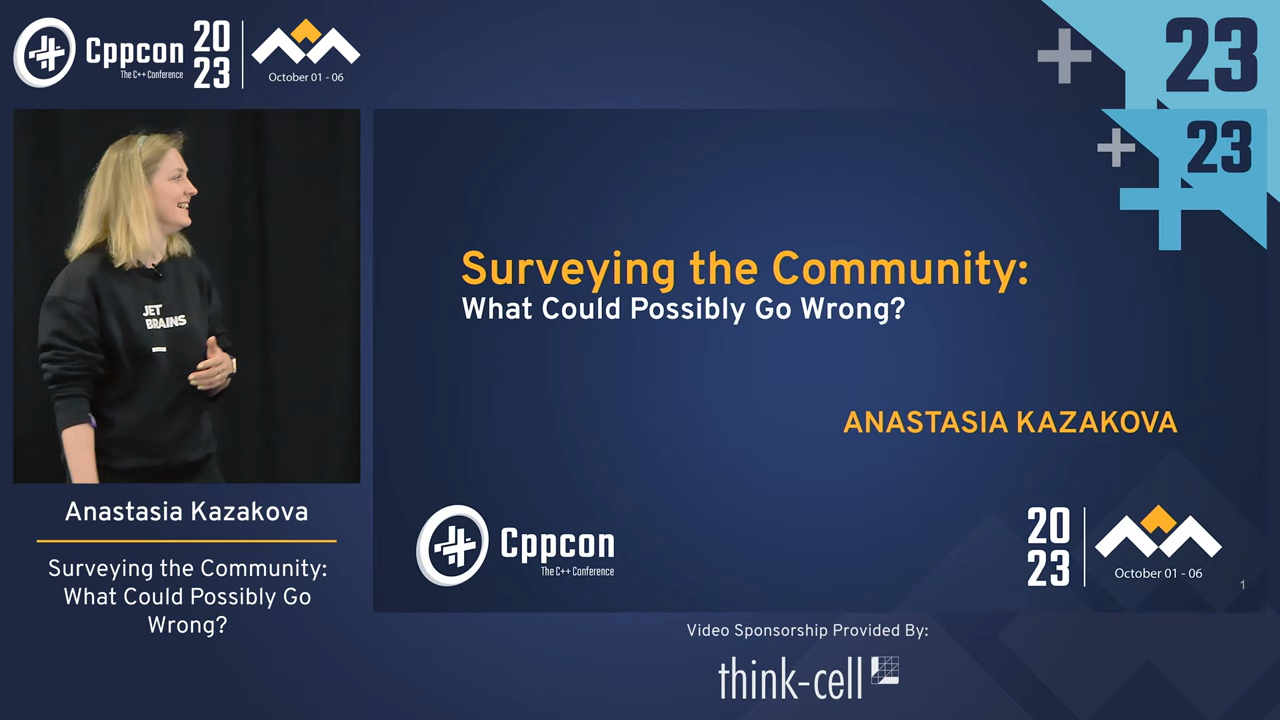 Cppcon
The C++ Conference
20
23
October 01 - 06
23
23
JET
BRAINS
Surveying the Community:
What Could Possibly Go Wrong?
ANASTASIA KAZAKOVA
Cppcon
The C++ Conference
20
23
October 01 - 06
1
Anastasia Kazakova
Surveying the Community:
What Could Possibly Go
Wrong?
Video Sponsorship Provided By:
think-cell